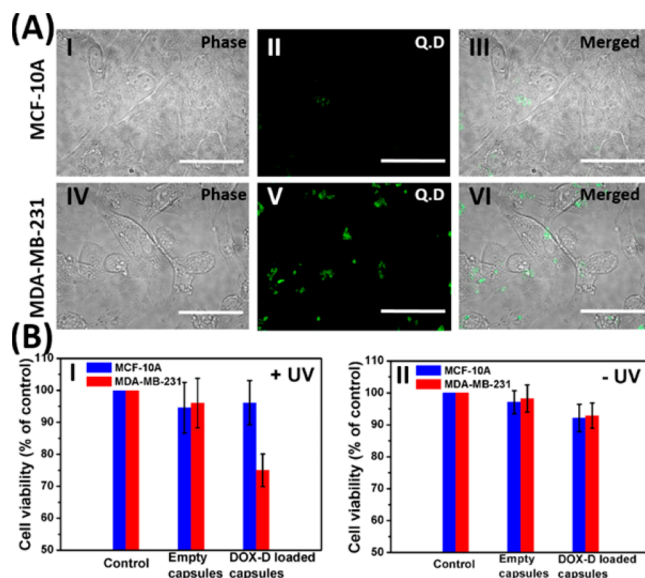 (A)
MCF-10A
I
Phase
II
Q.D
III
Merged
MDA-MB-231
IV
Phase
V
Q.D
VI
Merged
(B)
Cell viability (% of control)
110
100
90
80
70
60
50
I
MCF-10A
MDA-MB-231
+ UV
Control
Empty
capsules
DOX-D loaded
capsules
Cell viability (% of control)
110
100
90
80
70
60
50
II
MCF-10A
MDA-MB-231
- UV
Control
Empty
capsules
DOX-D loaded
capsules